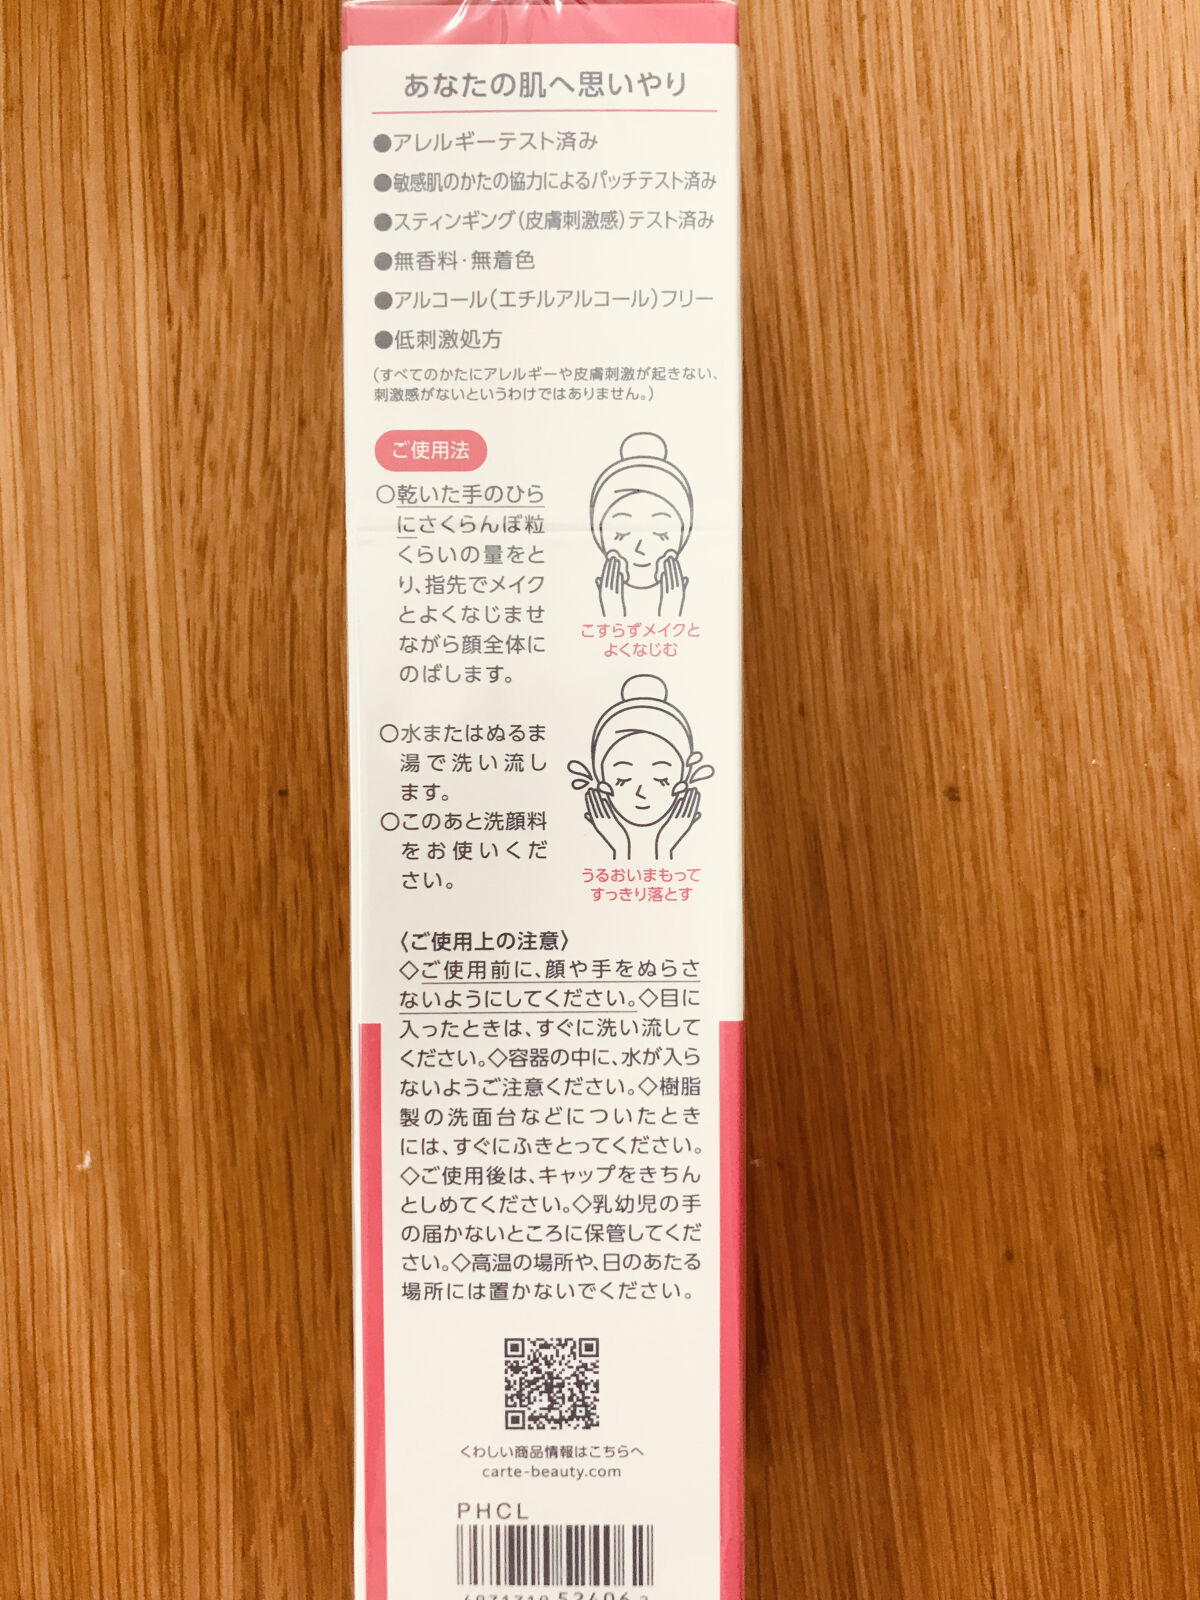 あなたの肌へ思いやり
●アレルギーテスト済み
●敏感肌のかたの協力によるパッチテスト済み
●スティンギング(皮膚刺激感)テスト済み
●無香料・無着色
●アルコール(エチルアルコール)フリー
●低刺激処方
(すべてのかたにアレルギーや皮膚刺激が起きない、
刺激感がないというわけではありません。)
ご使用法
○乾いた手のひら
にさくらんぼ粒
くらいの量をと
り、指先でメイク
とよくなじませ
ながら顔全体に
のばします。
こすらずメイクと
よくなじむ
○水またはぬるま
湯で洗い流し
ます。
○このあと洗顔料
をお使いくだ
さい。
うるおいまもって
すっきり落とす
〈ご使用上の注意〉
◇ご使用前に、顔や手をぬらさ
ないようにしてください。◇目に
入ったときは、すぐに洗い流して
ください。◇容器の中に、水が入ら
ないようご注意ください。◇樹脂
製の洗面台などについたとき
には、すぐにふきとってください。
◇ご使用後は、キャップをきちん
としめてください。◇乳幼児の手
の届かないところに保管してくだ
さい。◇高温の場所や、日のあたる
場所には置かないでください。
くわしい商品情報はこちらへ
carte-beauty.com
PHCL